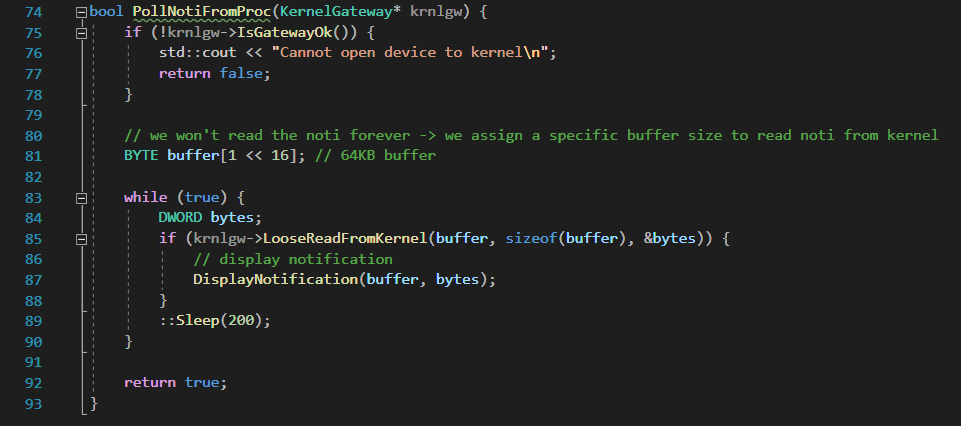 74 bool PollNotiFromProc(KernelGateway* krnlgw) {
75     if (!krnlgw->IsGatewayOk()) {
76         std::cout << "Cannot open device to kernel\n";
77         return false;
78     }
79
80     // we won't read the noti forever -> we assign a specific buffer size to read noti from kernel
81     BYTE buffer[1 << 16]; // 64KB buffer
82
83     while (true) {
84         DWORD bytes;
85         if (krnlgw->LooseReadFromKernel(buffer, sizeof(buffer), &bytes)) {
86             // display notification
87             DisplayNotification(buffer, bytes);
88         }
89         ::Sleep(200);
90     }
91
92     return true;
93 }